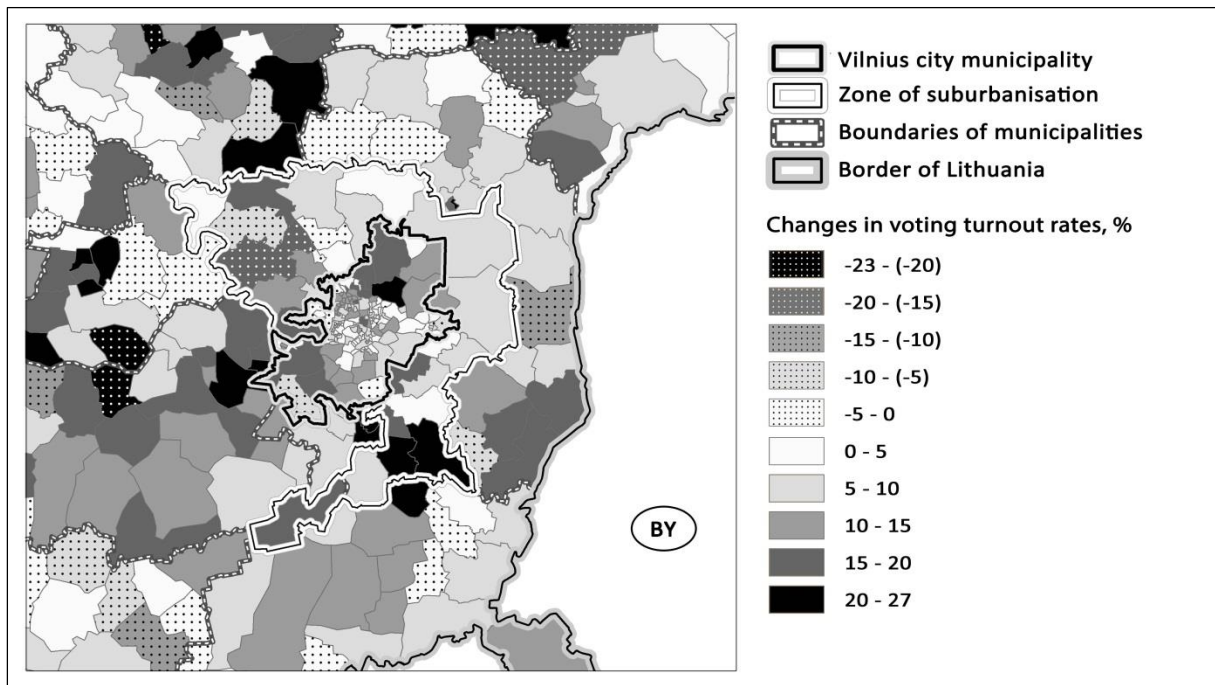 Vilnius city municipality
Zone of suburbanisation
Boundaries of municipalities
Border of Lithuania
Changes in voting turnout rates, %
-23 - (-20)
-20 - (-15)
-15 - (-10)
-10 - (-5)
-5 - 0
0 - 5
5 - 10
10 - 15
15 - 20
20 - 27
BY